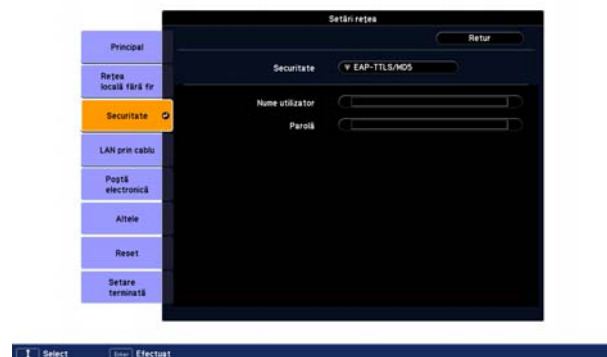 Setări rețea
Retur
Principal
Rețea
locală fără fir
Securitate
LAN prin cablu
Poștă
electronică
Altele
Reset
Setare
terminată
Securitate
EAP-TTLS/MD5
Nume utilizator
Parolă
Select
Enter
Efectuat